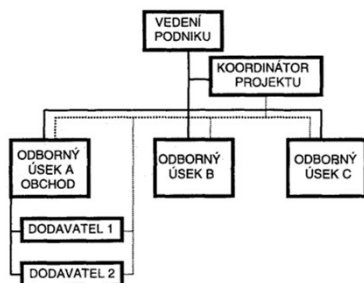 VEDENÍ
PODNIKU
KOORDINÁTOR
PROJEKTU
ODBORNÝ
ÚSEK A
OBCHOD
ODBORNÝ
ÚSEK B
ODBORNÝ
ÚSEK C
DODAVATEL 1
DODAVATEL 2